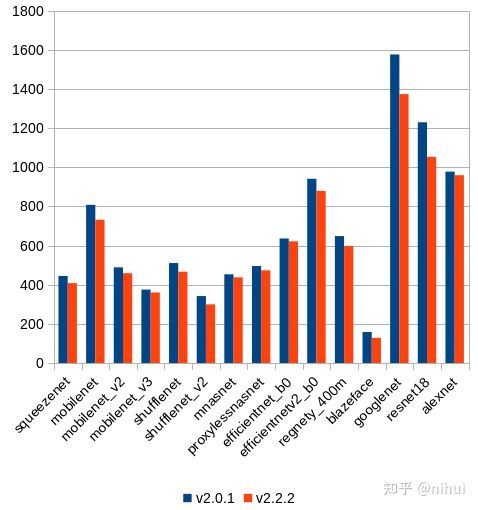 1800
1600
1400
1200
1000
800
600
400
200
0
squeezenet
mobilenet
mobilenet_v2
mobilenet_v3
shufflenet
shufflenet_v2
mnasnet
proxylessnasnet
efficientnet_b0
efficientnetv2_b0
regnety_400m
blazeface
googlenet
resnet18
alexnet
v2.0.1 v2.2.2
知乎 @nihui